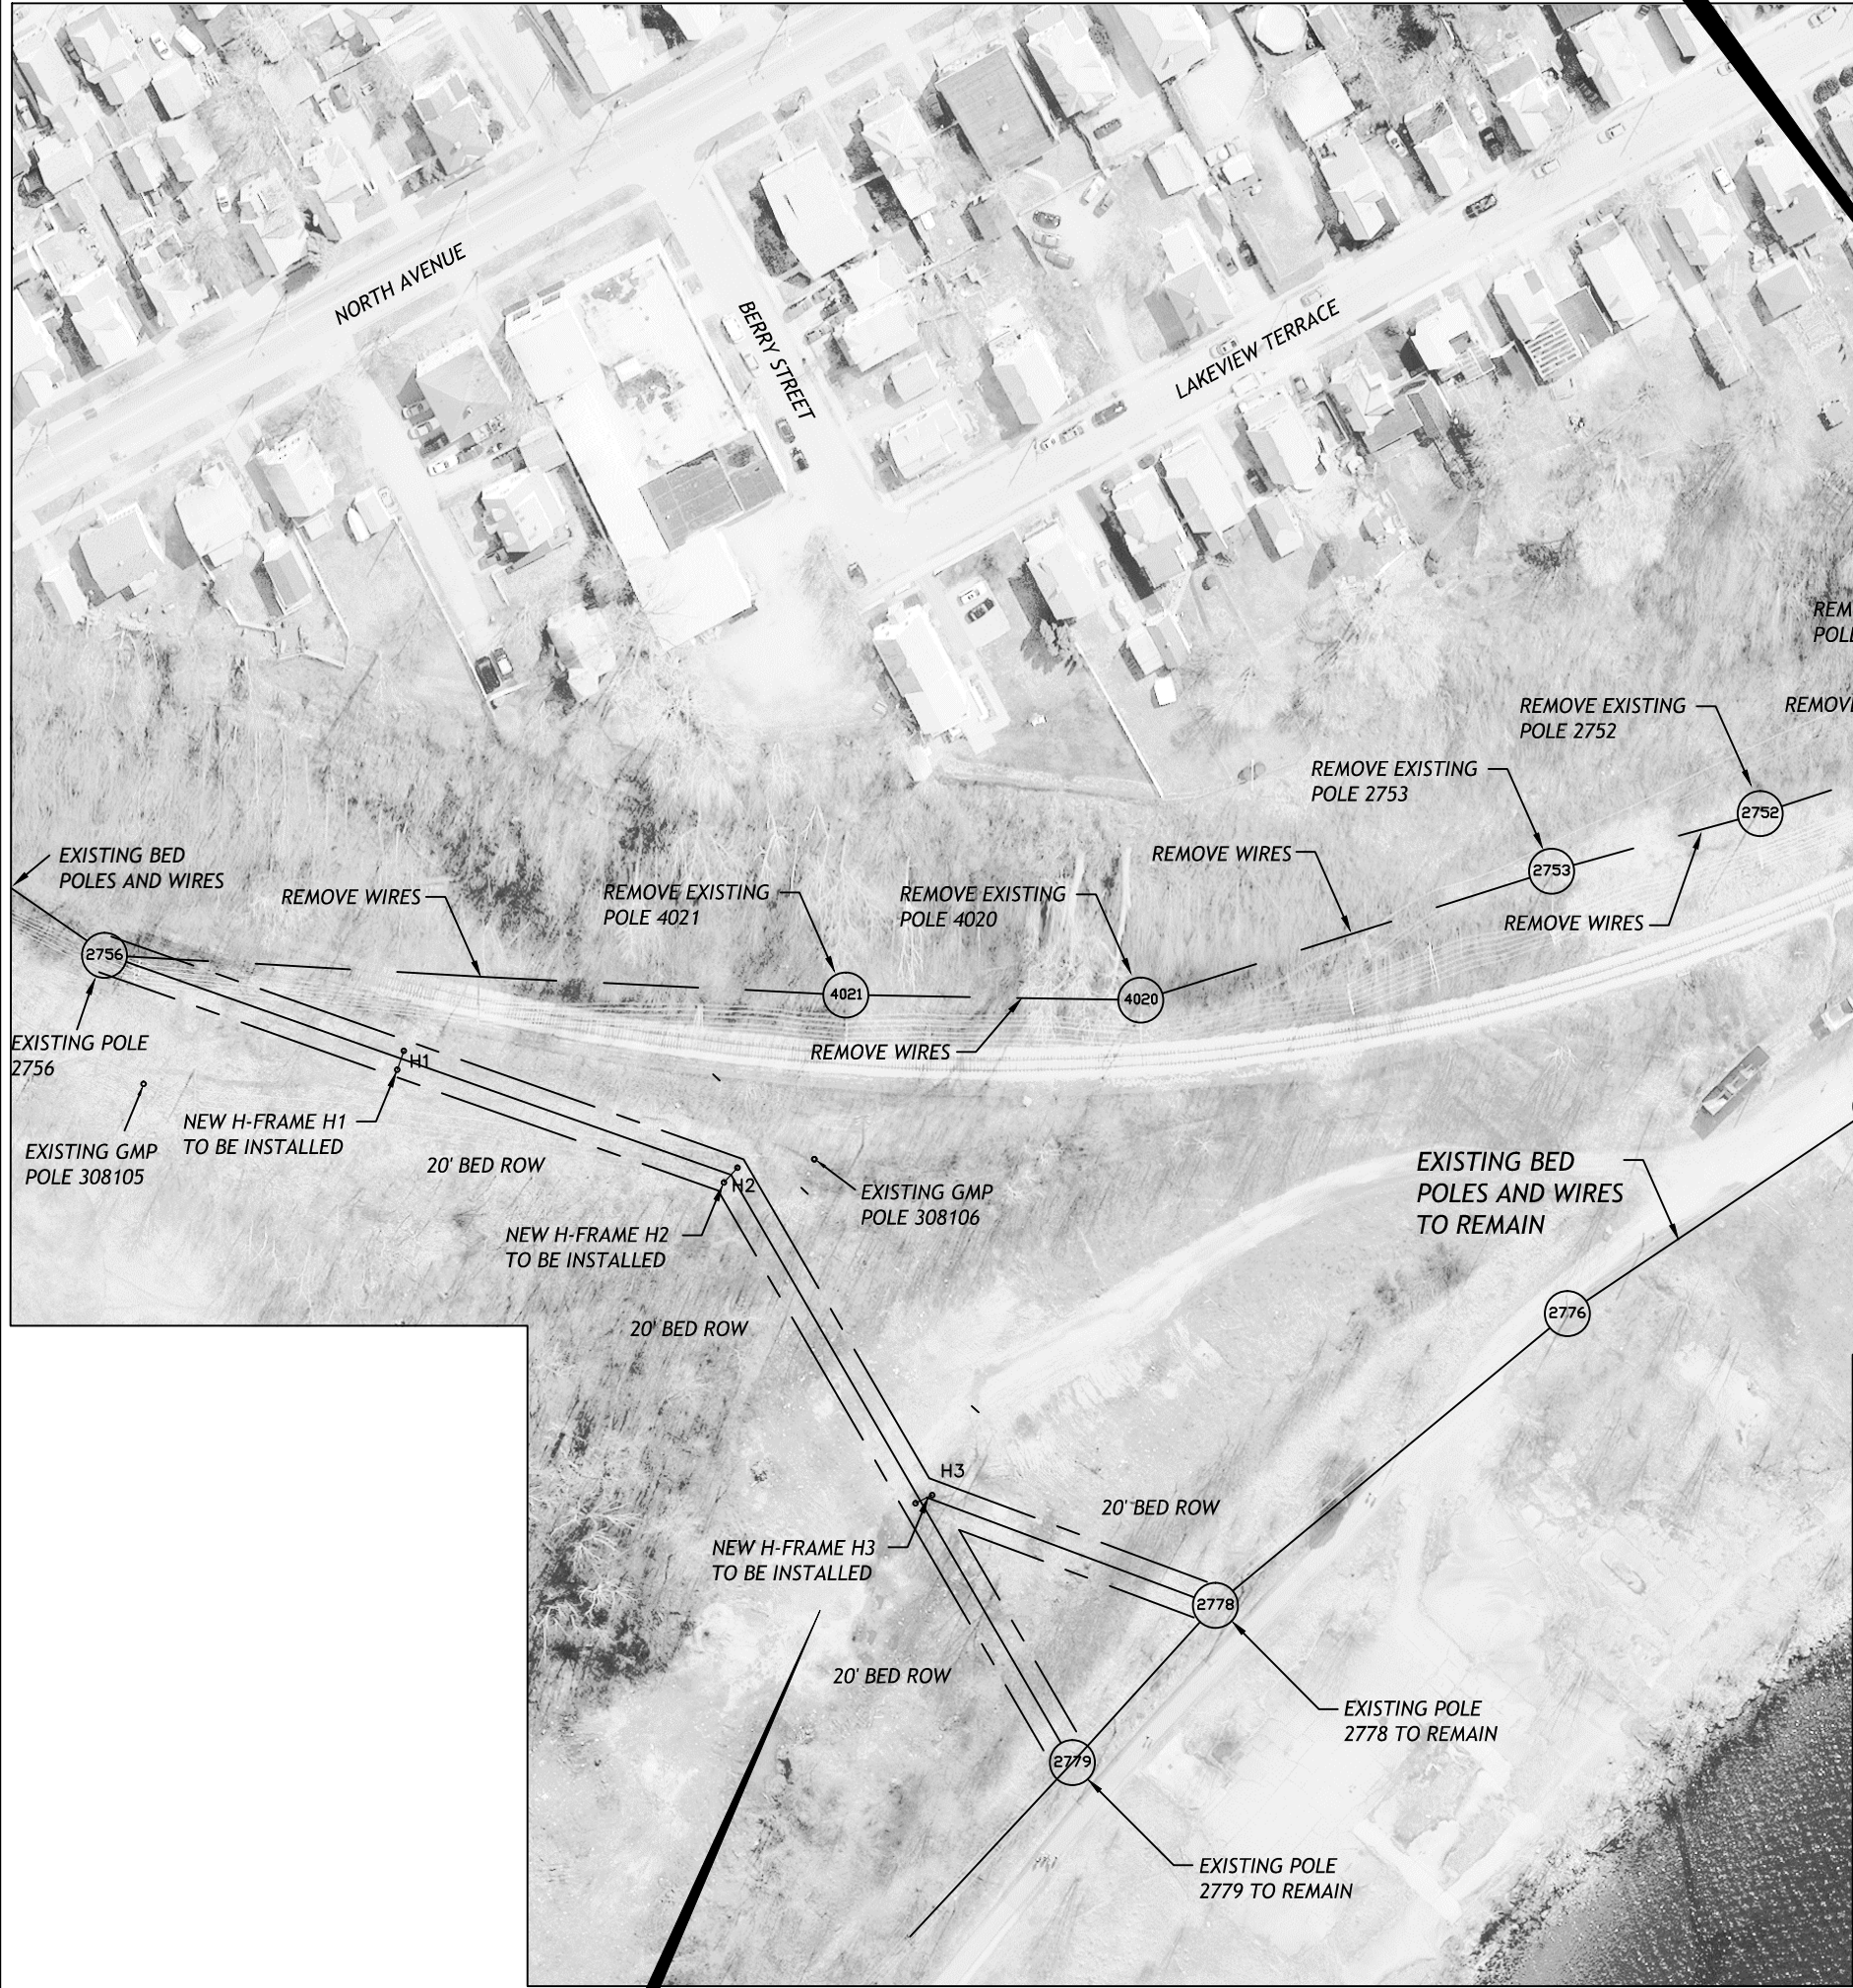 NORTH AVENUE
BERRY STREET
LAKEVIEW TERRACE
REMOVE EXISTING
POLE 2752
REMOVE EXISTING
POLE 2753
2752
EXISTING BED
POLES AND WIRES
REMOVE WIRES
REMOVE EXISTING
POLE 4021
REMOVE EXISTING
POLE 4020
REMOVE WIRES
2753
REMOVE WIRES
2756
4021
4020
EXISTING POLE
2756
H1
REMOVE WIRES
NEW H-FRAME H1
TO BE INSTALLED
EXISTING GMP
POLE 308105
20' BED ROW
H2
EXISTING GMP
POLE 308106
EXISTING BED
POLES AND WIRES
TO REMAIN
NEW H-FRAME H2
TO BE INSTALLED
2776
20' BED ROW
H3
20' BED ROW
NEW H-FRAME H3
TO BE INSTALLED
2778
20' BED ROW
EXISTING POLE
2778 TO REMAIN
2779
EXISTING POLE
2779 TO REMAIN